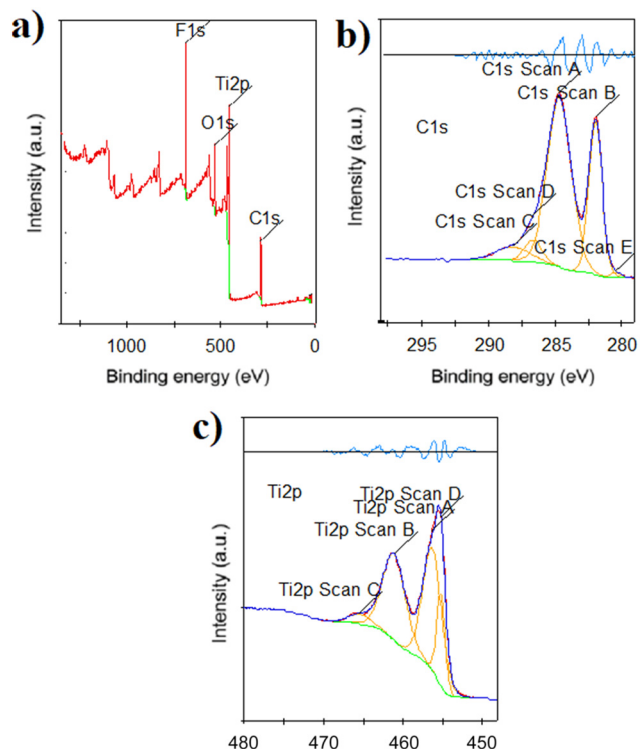 a)
F1s
Ti2p
O1s
C1s
Intensity (a.u.)
1000 500 0
Binding energy (eV)
b)
C1s Scan A
C1s Scan B
C1s
C1s Scan D
C1s Scan C
C1s Scan E
Intensity (a.u.)
295 290 285 280
Binding energy (eV)
c)
Ti2p
Ti2p Scan D
Ti2p Scan A
Ti2p Scan B
Ti2p Scan C
Intensity (a.u.)
480 470 460 450